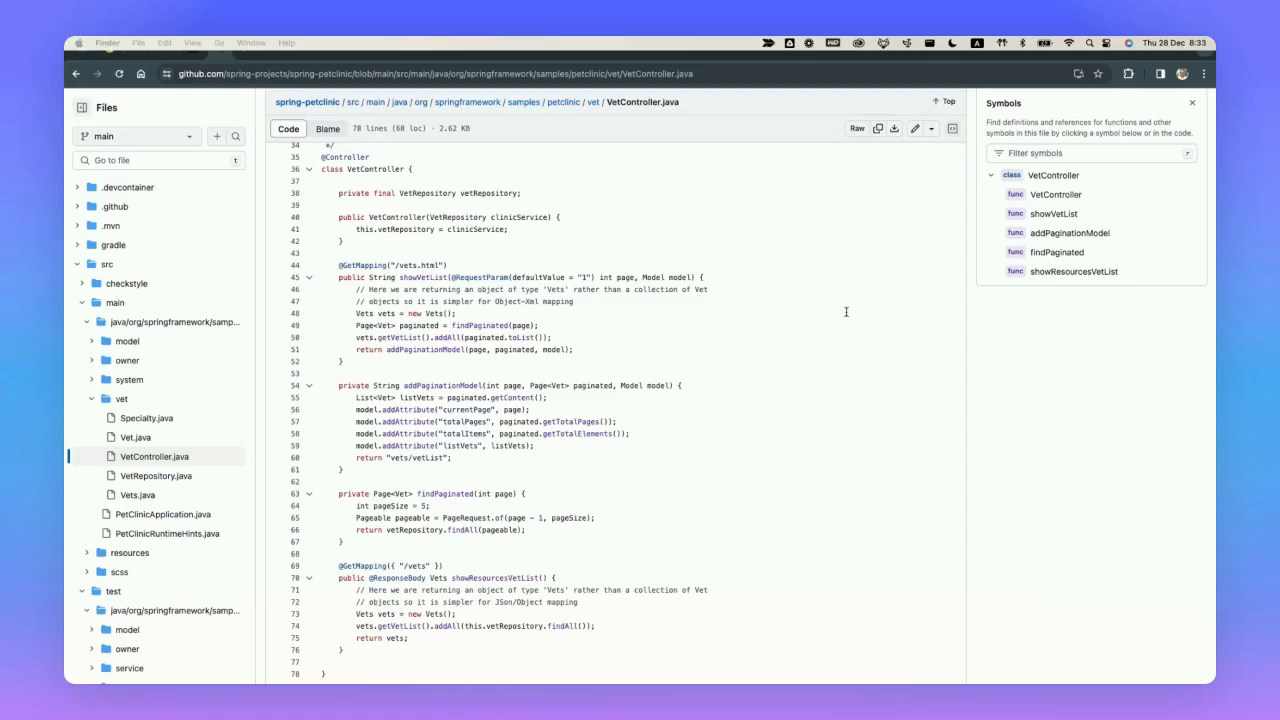 Finder File Edit View Go Window Help
A Thu 28 Dec 8:33
github.com/spring-projects/spring-petclinic/blob/main/src/main/java/org/springframework/samples/petclinic/vet/VetController.java
Files
main
Go to file t
.devcontainer
.github
.mvn
gradle
src
checkstyle
main
java/org/springframework/samp...
model
owner
system
vet
Specialty.java
Vet.java
VetController.java
VetRepository.java
Vets.java
PetClinicApplication.java
PetClinicRuntimeHints.java
resources
scss
test
java/org/springframework/samp...
model
owner
service
spring-petclinic / src / main / java / org / springframework / samples / petclinic / vet / VetController.java
Top
Code Blame 78 lines (68 loc) · 2.62 KB Raw
34 */
35 @Controller
36 class VetController {
37
38 private final VetRepository vetRepository;
39
40 public VetController(VetRepository clinicService) {
41 this.vetRepository = clinicService;
42 }
43
44 @GetMapping("/vets.html")
45 public String showVetList(@RequestParam(defaultValue = "1") int page, Model model) {
46 // Here we are returning an object of type 'Vets' rather than a collection of Vet
47 // objects so it is simpler for Object-Xml mapping
48 Vets vets = new Vets();
49 Page<Vet> paginated = findPaginated(page);
50 vets.getVetList().addAll(paginated.toList());
51 return addPaginationModel(page, paginated, model);
52 }
53
54 private String addPaginationModel(int page, Page<Vet> paginated, Model model) {
55 List<Vet> listVets = paginated.getContent();
56 model.addAttribute("currentPage", page);
57 model.addAttribute("totalPages", paginated.getTotalPages());
58 model.addAttribute("totalItems", paginated.getTotalElements());
59 model.addAttribute("listVets", listVets);
60 return "vets/vetList";
61 }
62
63 private Page<Vet> findPaginated(int page) {
64 int pageSize = 5;
65 Pageable pageable = PageRequest.of(page - 1, pageSize);
66 return vetRepository.findAll(pageable);
67 }
68
69 @GetMapping({ "/vets" })
70 public @ResponseBody Vets showResourcesVetList() {
71 // Here we are returning an object of type 'Vets' rather than a collection of Vet
72 // objects so it is simpler for JSon/Object mapping
73 Vets vets = new Vets();
74 vets.getVetList().addAll(this.vetRepository.findAll());
75 return vets;
76 }
77
78 }
Symbols
Find definitions and references for functions and other
symbols in this file by clicking a symbol below or in the code.
Filter symbols r
class VetController
func VetController
func showVetList
func addPaginationModel
func findPaginated
func showResourcesVetList